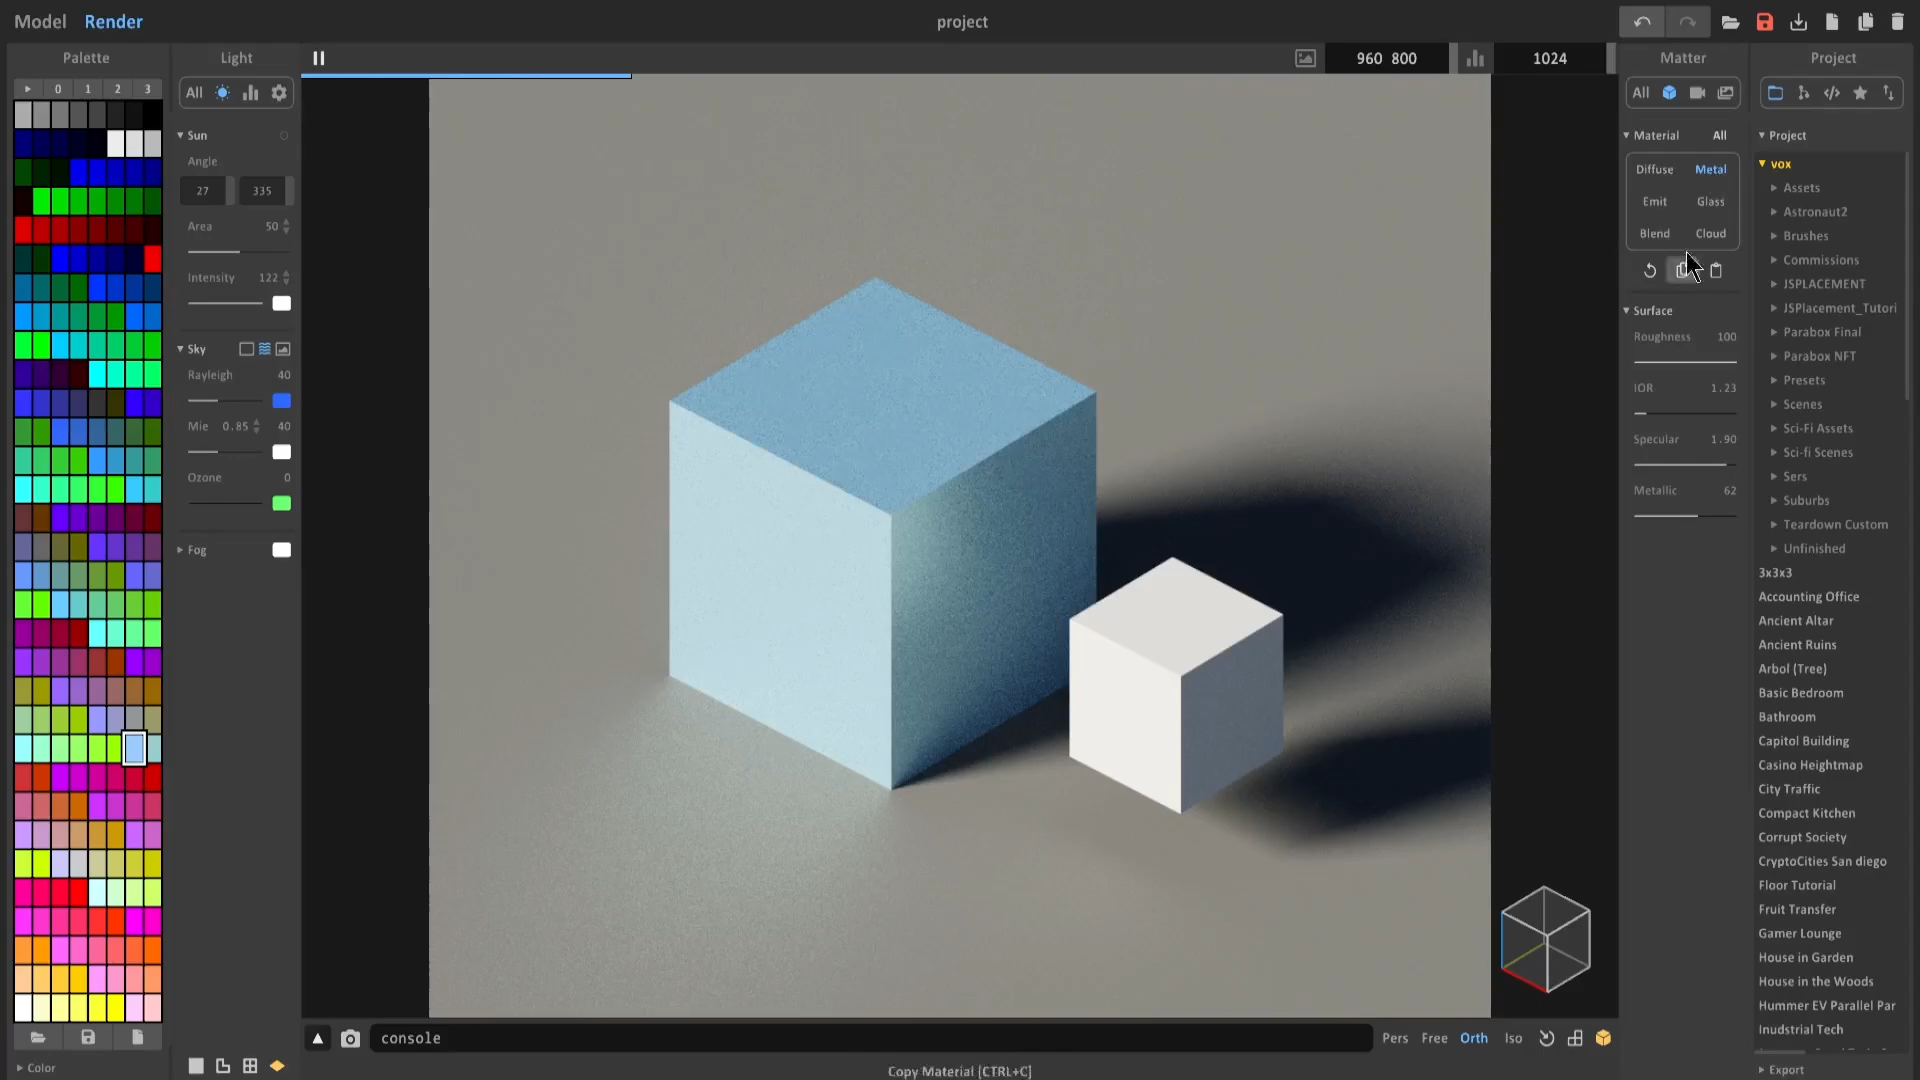 Model Render
project
Palette
Light
960 800
1024
Matter
Project
0 1 2 3
All
Sun
Angle
27 335
Area 50
Intensity 122
Sky
Rayleigh 40
Mie 0.85 40
Ozone 0
Fog
All
Material All
Diffuse Metal
Emit Glass
Blend Cloud
Surface
Roughness 100
IOR 1.23
Specular 1.90
Metallic 62
Project
vox
Assets
Astronaut2
Brushes
Commissions
JSPLACEMENT
JSPlacement_Tutori
Parabox Final
Parabox NFT
Presets
Scenes
Sci-Fi Assets
Sci-fi Scenes
Sers
Suburbs
Teardown Custom
Unfinished
3x3x3
Accounting Office
Ancient Altar
Ancient Ruins
Arbol (Tree)
Basic Bedroom
Bathroom
Capitol Building
Casino Heightmap
City Traffic
Compact Kitchen
Corrupt Society
CryptoCities San diego
Floor Tutorial
Fruit Transfer
Gamer Lounge
House in Garden
House in the Woods
Hummer EV Parallel Par
Inudstrial Tech
Export
console
Pers Free Orth Iso
Color
Copy Material [CTRL+C]